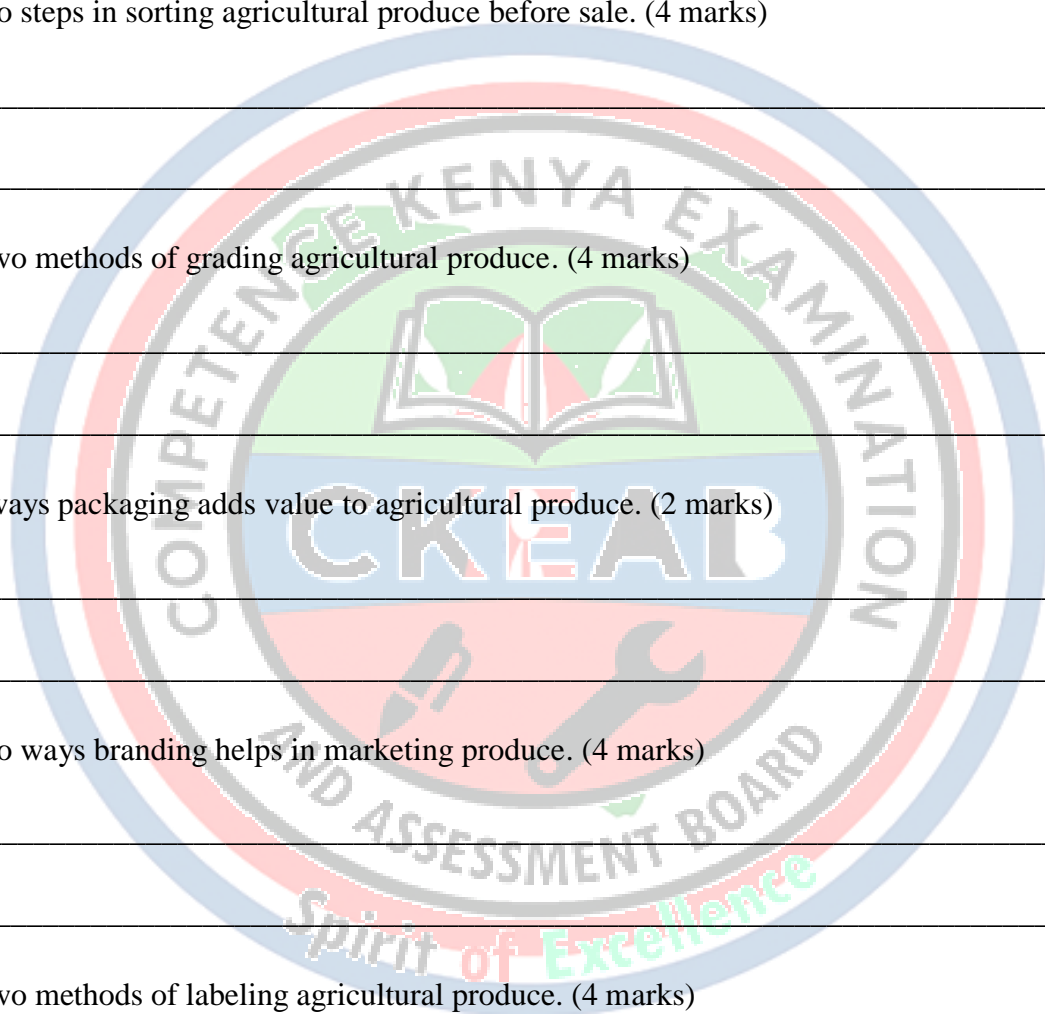 o steps in sorting agricultural produce before sale. (4 marks)
COMPETENCE KENYA EXAMINATION
wo methods of grading agricultural produce. (4 marks)
ways packaging adds value to agricultural produce. (2 marks)
CKEAB
o ways branding helps in marketing produce. (4 marks)
AND ASSESSMENT BOARD
Spirit of Excellence
wo methods of labeling agricultural produce. (4 marks)